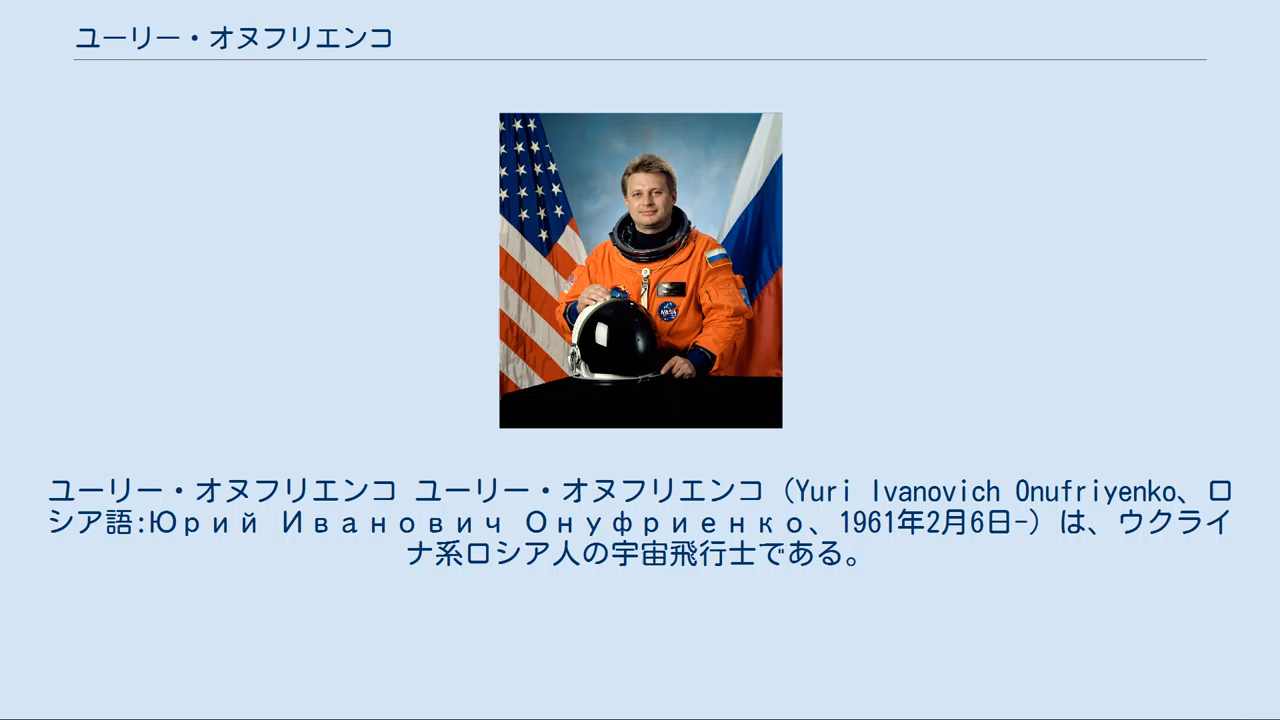 ユーリー・オヌフリエンコ
NASA
ユーリー・オヌフリエンコ ユーリー・オヌフリエンコ（Yuri Ivanovich Onufriyenko、ロ
シア語:Юрий Иванович Онуфриенко、1961年2月6日-）は、ウクライ
ナ系ロシア人の宇宙飛行士である。